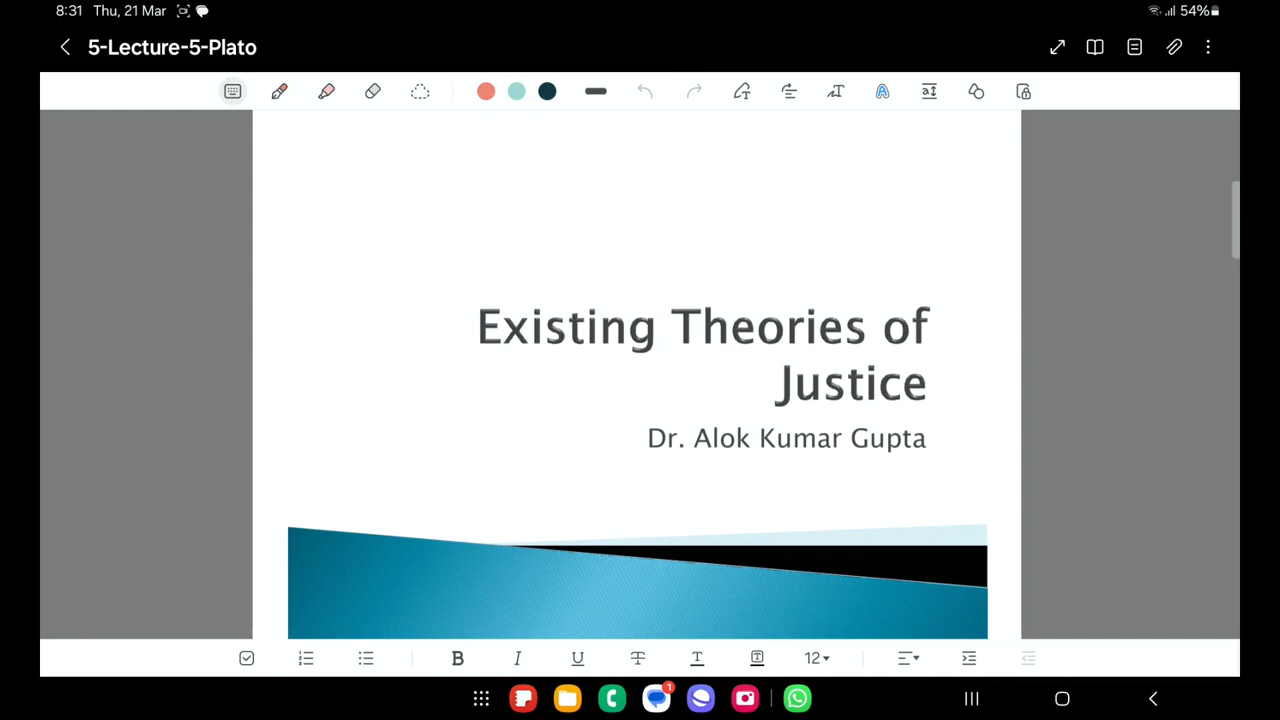 8:31 Thu, 21 Mar 54%
5-Lecture-5-Plato
Existing Theories of
Justice
Dr. Alok Kumar Gupta
B I U T T T 12
1